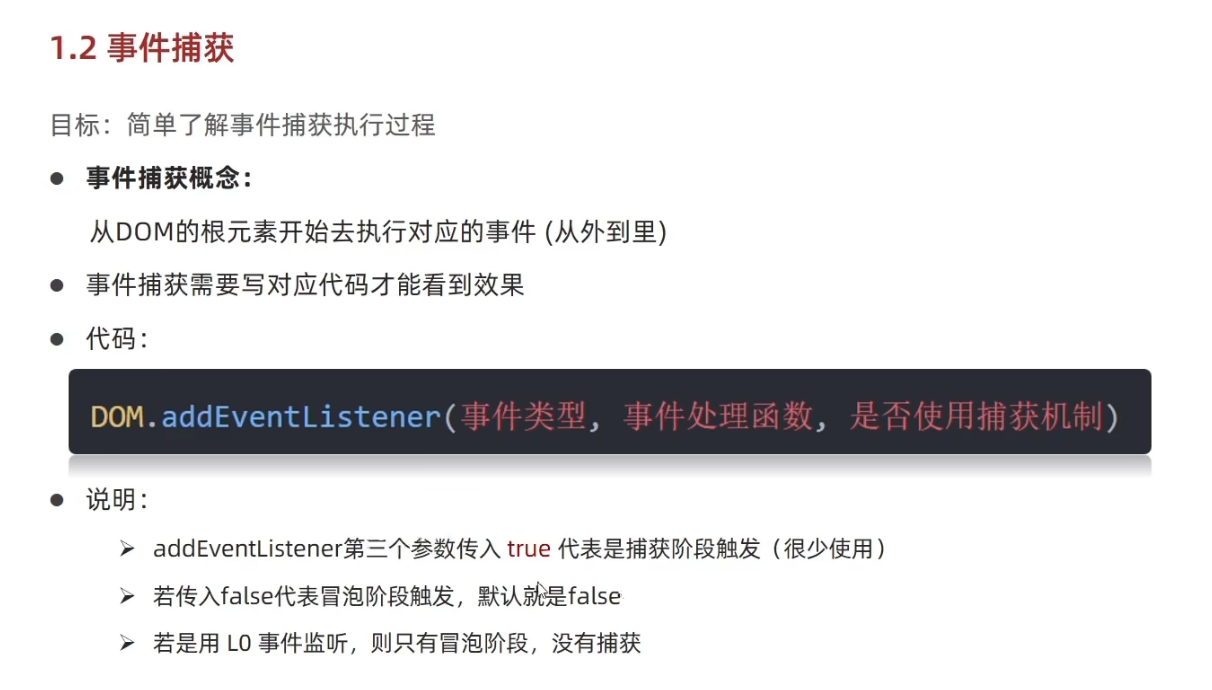 1.2 事件捕获
目标：简单了解事件捕获执行过程
● 事件捕获概念：
从DOM的根元素开始去执行对应的事件 (从外到里)
● 事件捕获需要写对应代码才能看到效果
● 代码：
DOM.addEventListener(事件类型, 事件处理函数, 是否使用捕获机制)
● 说明：
➢ addEventListener第三个参数传入 true 代表是捕获阶段触发（很少使用）
➢ 若传入false代表冒泡阶段触发，默认就是false
➢ 若是用 L0 事件监听，则只有冒泡阶段，没有捕获